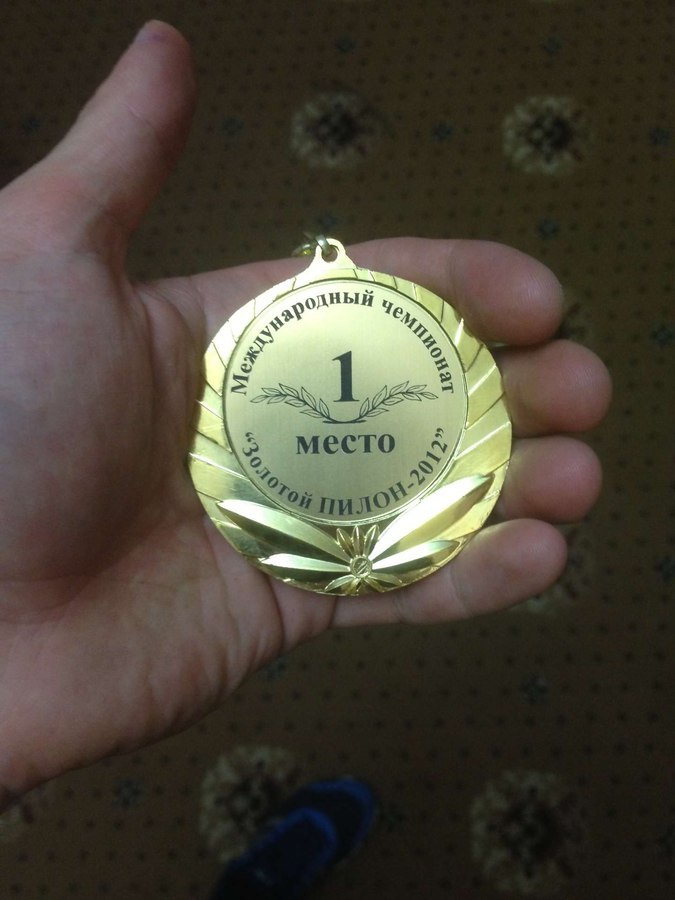 Международный чемпионат
1
место
“Золотой ПИЛОН-2012”